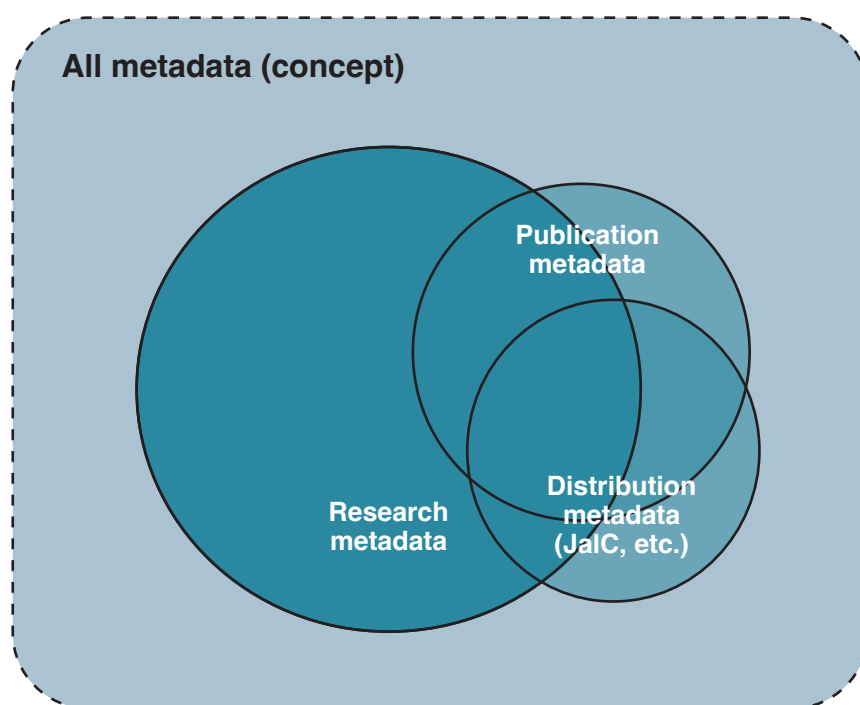 All metadata (concept)
Publication
metadata
Research
metadata
Distribution
metadata
(JaIC, etc.)